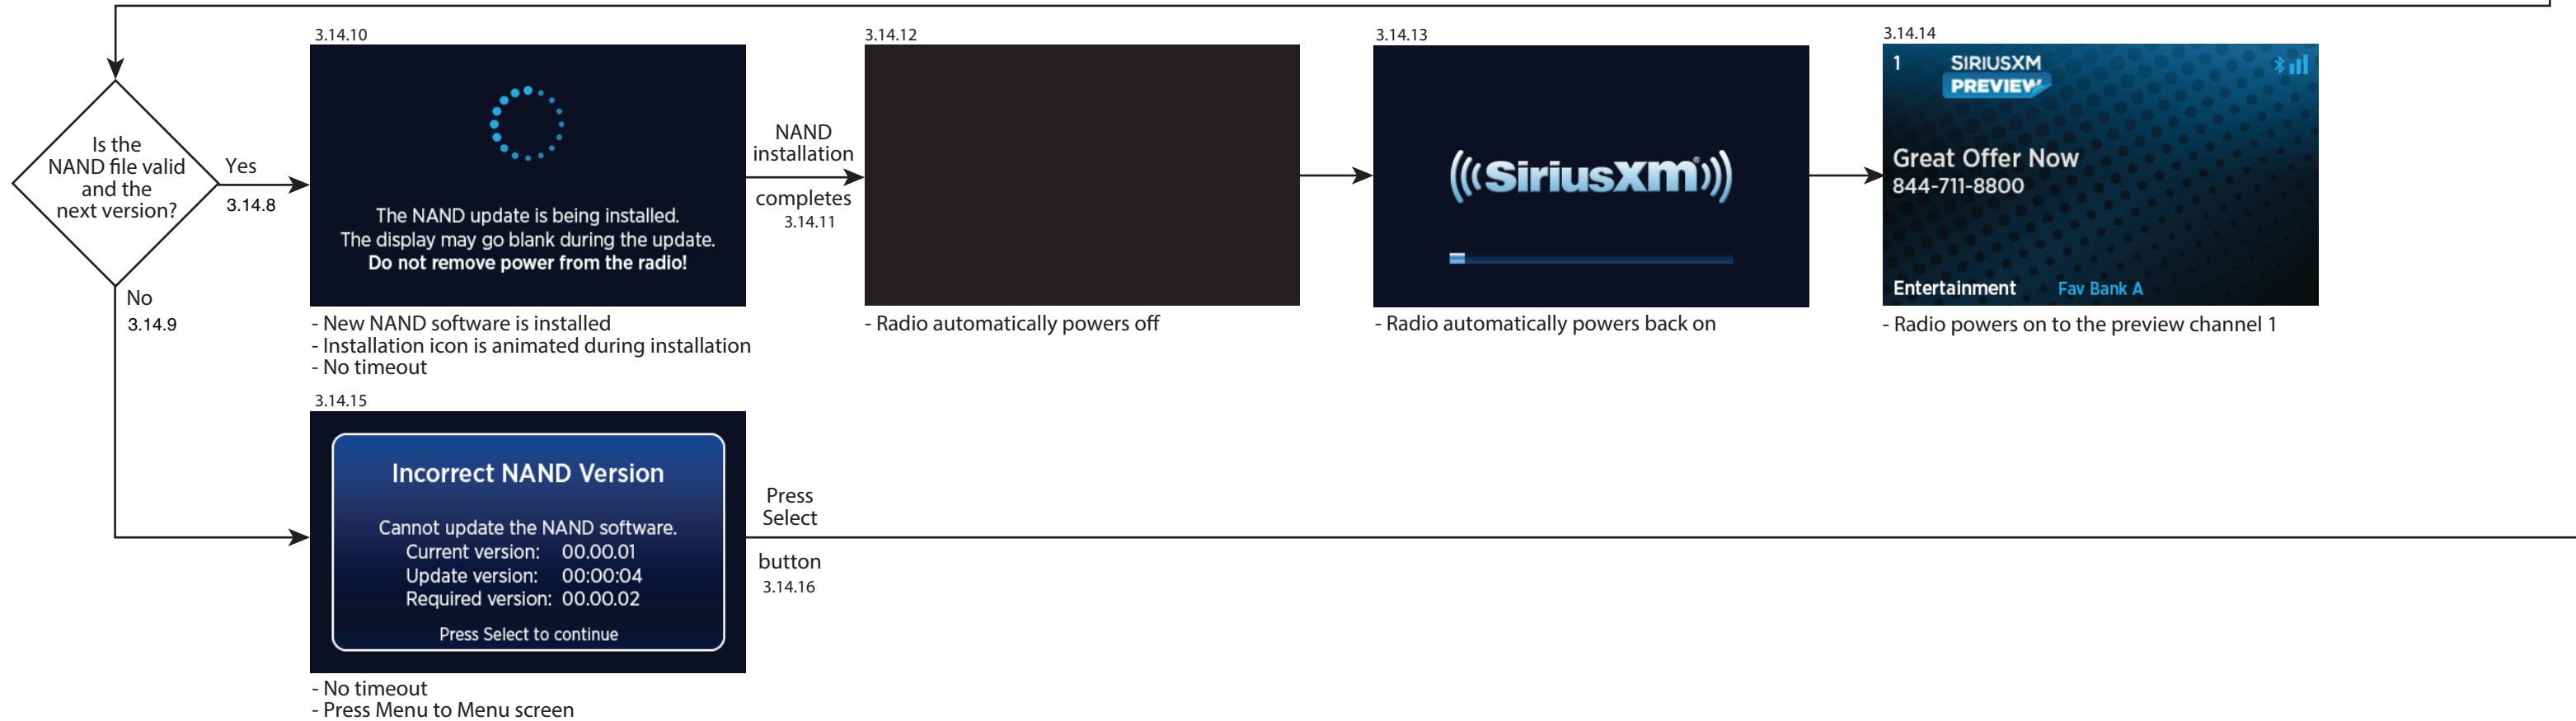 Is the
NAND file valid
and the
next version?
Yes
3.14.8
No
3.14.9
3.14.10
The NAND update is being installed.
The display may go blank during the update.
Do not remove power from the radio!
- New NAND software is installed
- Installation icon is animated during installation
- No timeout
NAND
installation
completes
3.14.11
3.14.12
- Radio automatically powers off
3.14.13
SiriusXM®
- Radio automatically powers back on
3.14.14
1
SIRIUSXM
PREVIEW
Great Offer Now
844-711-8800
Entertainment Fav Bank A
- Radio powers on to the preview channel 1
3.14.15
Incorrect NAND Version
Cannot update the NAND software.
Current version: 00.00.01
Update version: 00:00:04
Required version: 00.00.02
Press Select to continue
- No timeout
- Press Menu to Menu screen
Press
Select
button
3.14.16